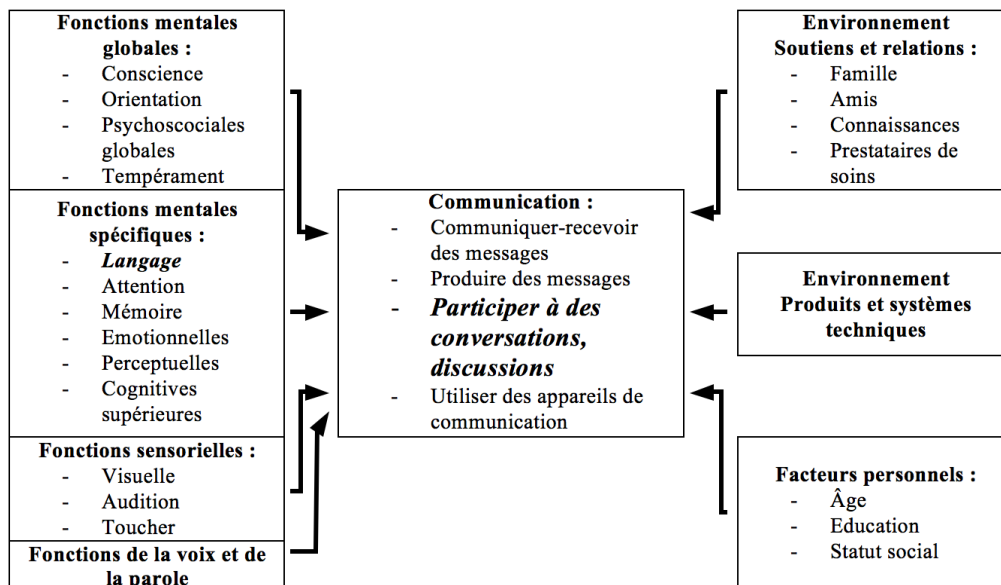 Fonctions mentales
globales :
- Conscience
- Orientation
- Psychoscociales
globales
- Tempérament
Fonctions mentales
spécifiques :
- Langage
- Attention
- Mémoire
- Emotionnelles
- Perceptuelles
- Cognitives
supérieures
Fonctions sensorielles :
- Visuelle
- Audition
- Toucher
Fonctions de la voix et de
la parole
Communication :
- Communiquer-recevoir
des messages
- Produire des messages
- Participer à des
conversations,
discussions
- Utiliser des appareils de
communication
Environnement
Soutiens et relations :
- Famille
- Amis
- Connaissances
- Prestataires de
soins
Environnement
Produits et systèmes
techniques
Facteurs personnels :
- Âge
- Education
- Statut social